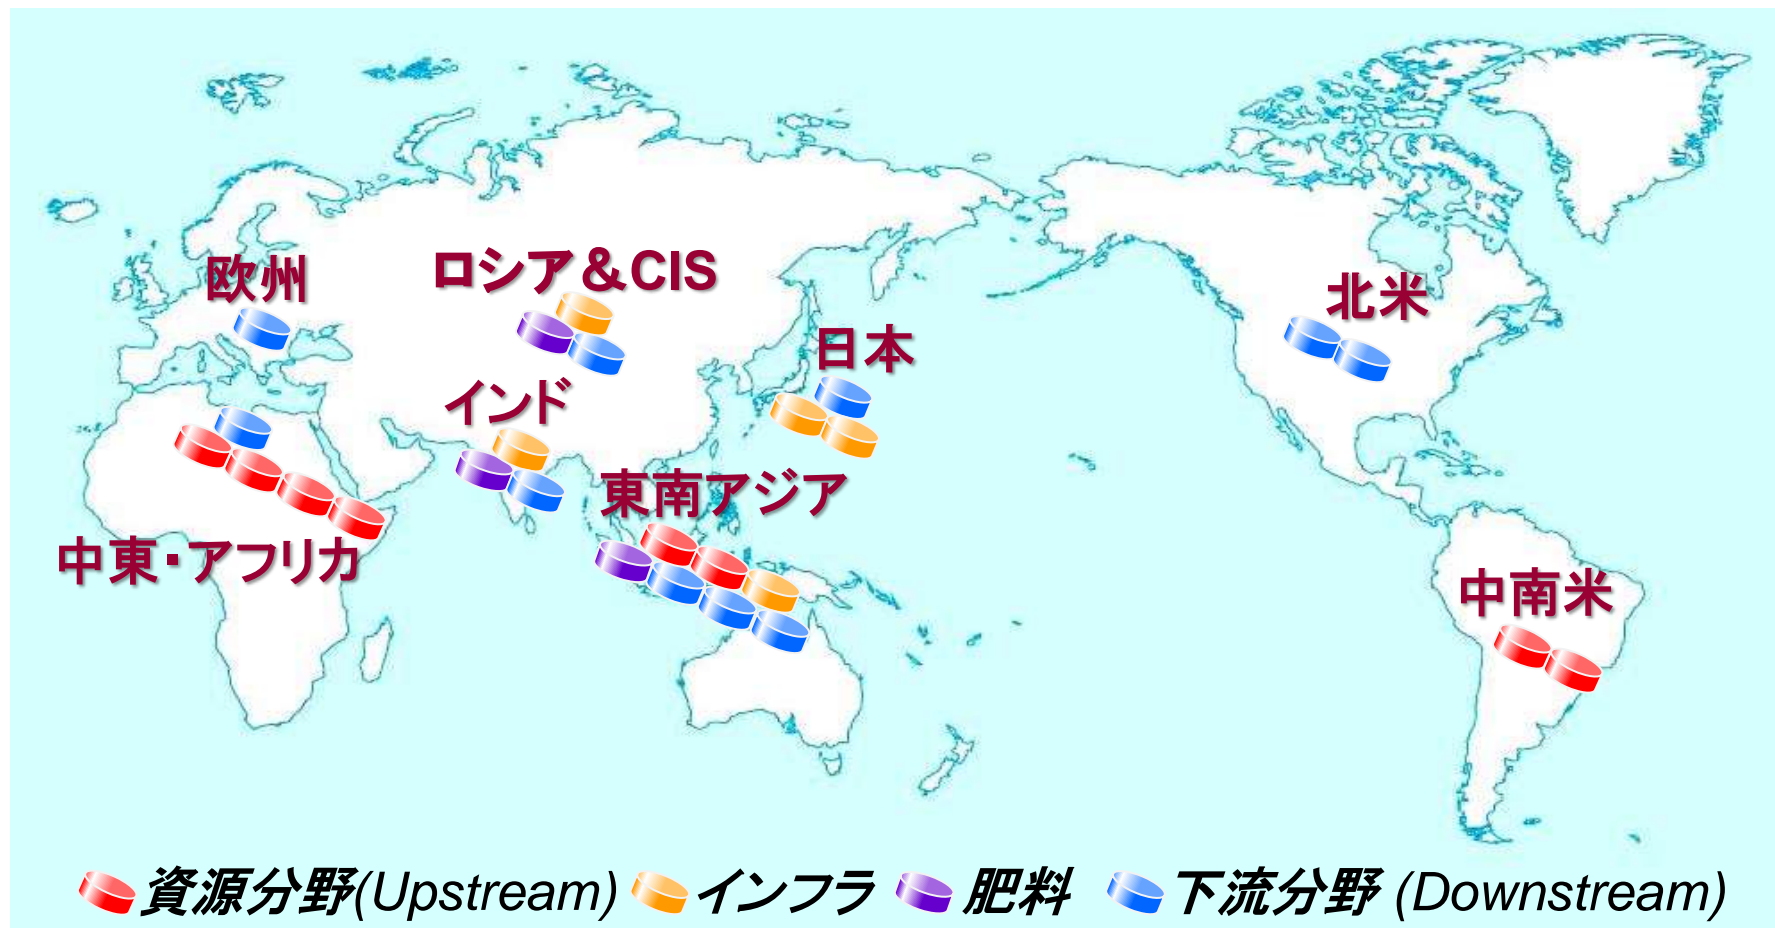 欧州
ロシア&CIS
北米
日本
インド
東南アジア
中東・アフリカ
中南米
資源分野(Upstream) インフラ 肥料 下流分野 (Downstream)